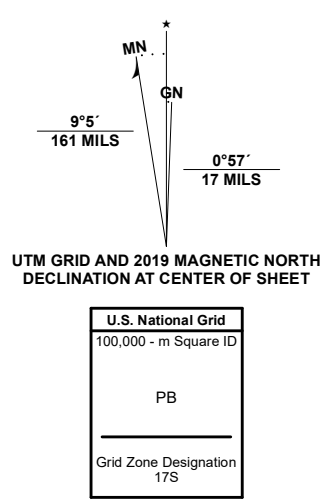 MN
GN
9°5´
161 MILS
0°57´
17 MILS
UTM GRID AND 2019 MAGNETIC NORTH
DECLINATION AT CENTER OF SHEET
U.S. National Grid
100,000 - m Square ID
PB
Grid Zone Designation
17S